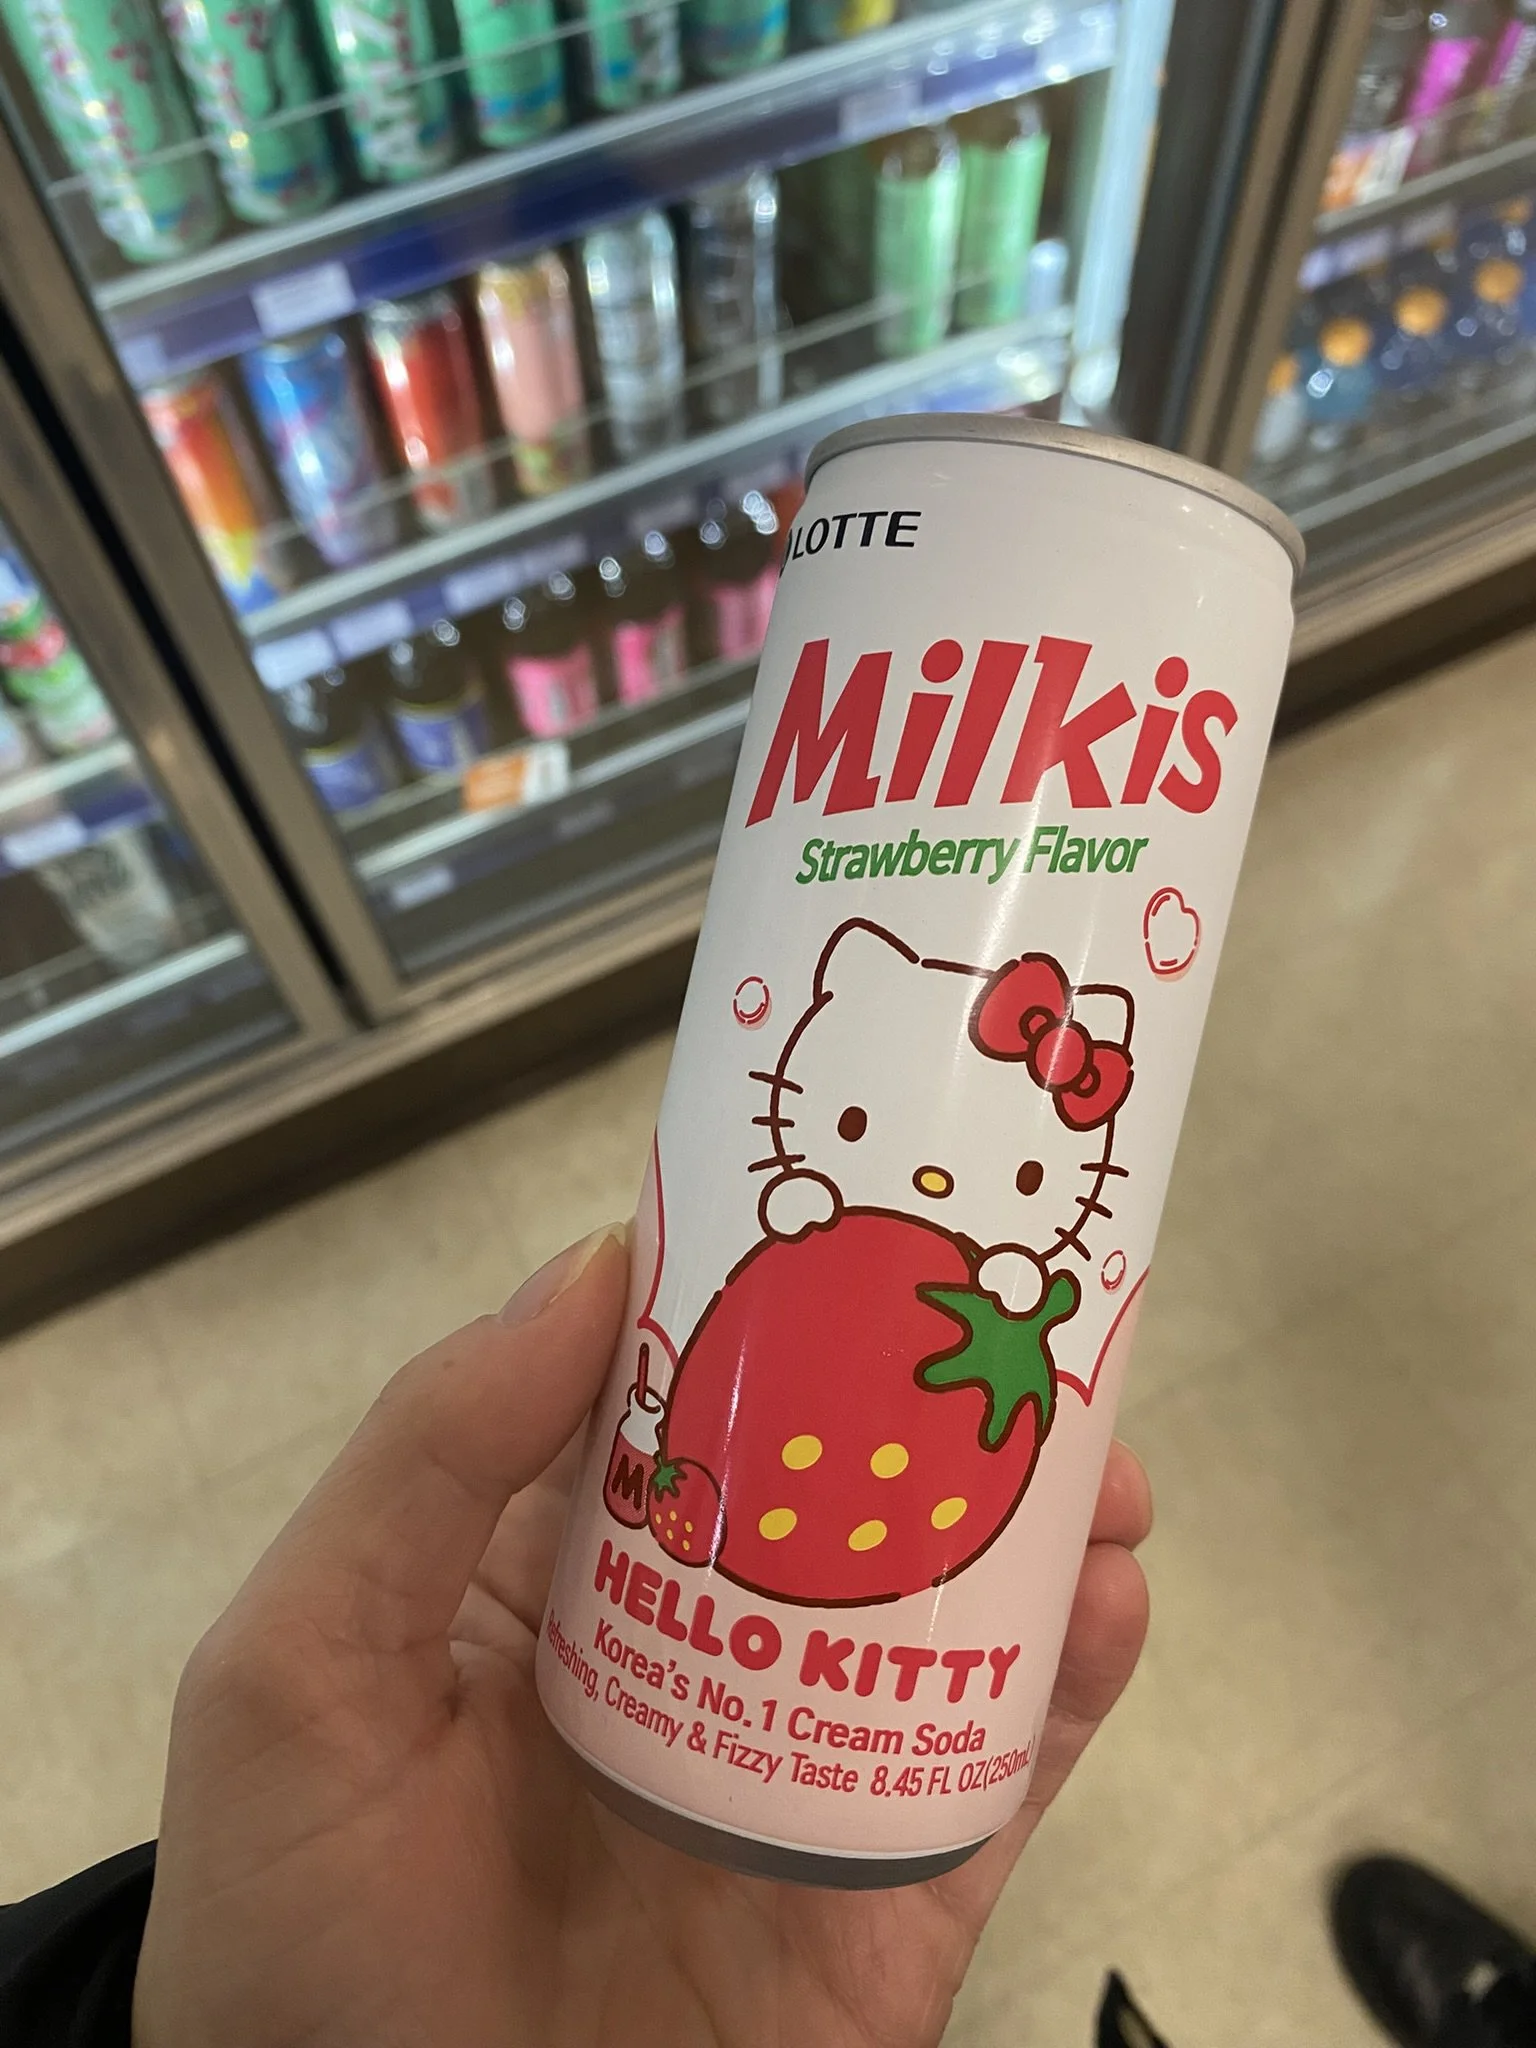 LOTTE
Milkis
Strawberry Flavor
M
HELLO KITTY
Korea's No.1 Cream Soda
Refreshing, Creamy & Fizzy Taste 8.45 FL OZ(250mL)